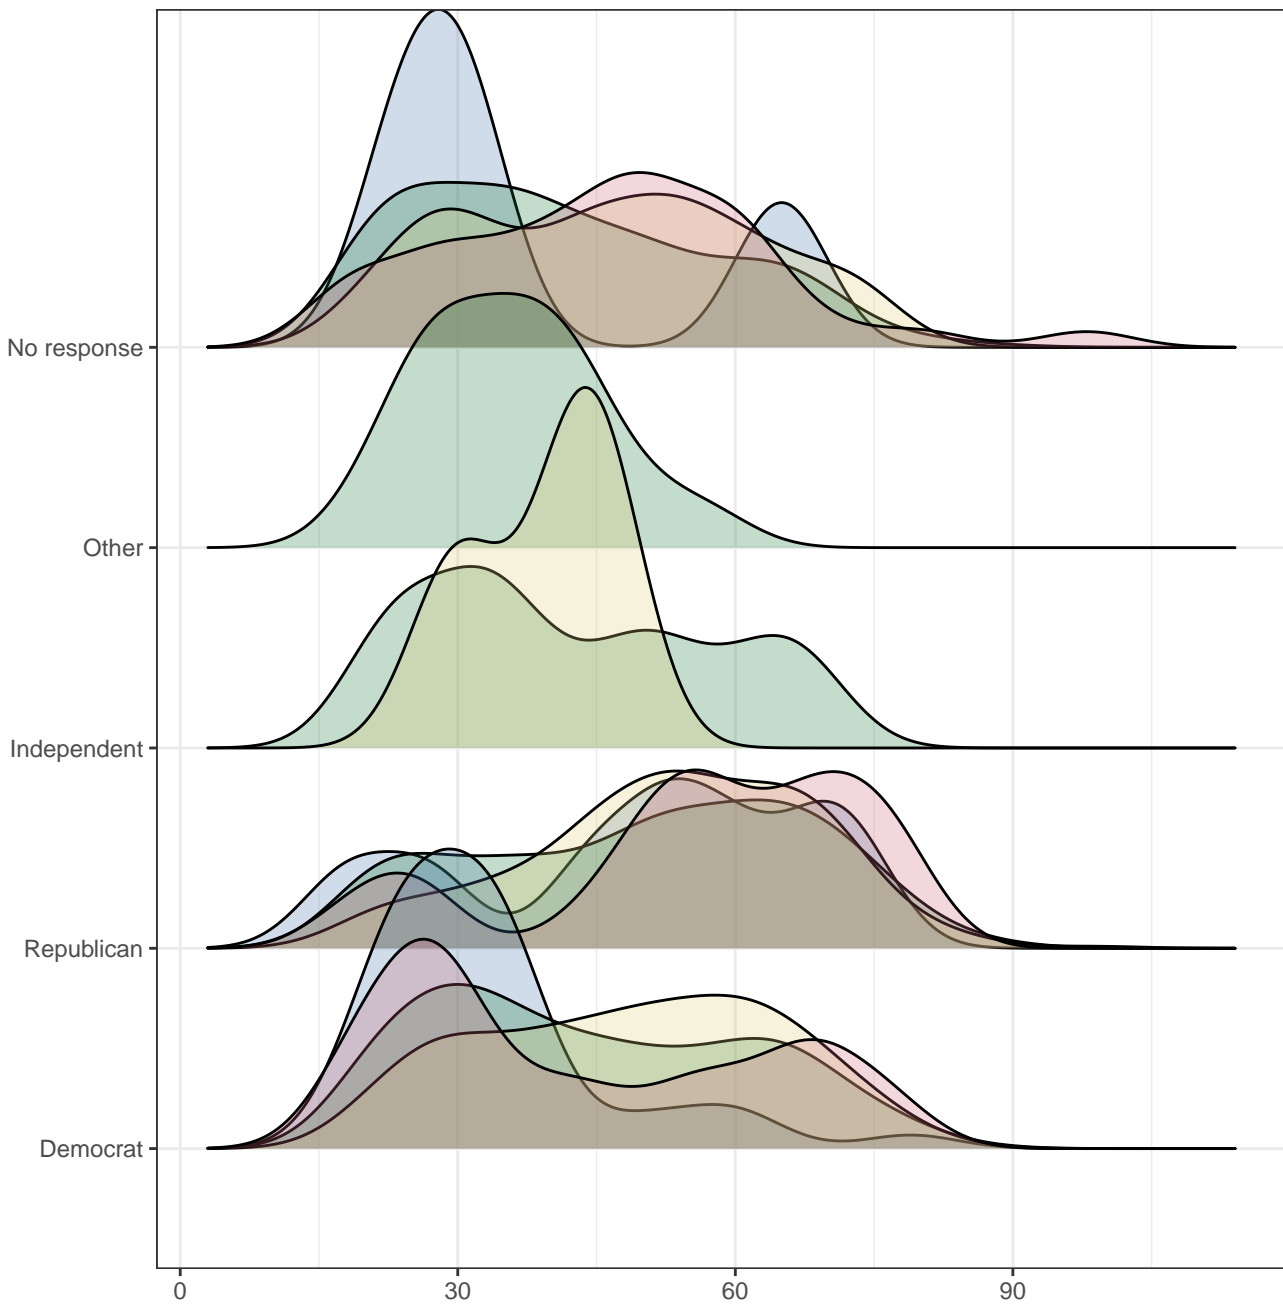 No response
Other
Independent
Republican
Democrat
0 30 60 90